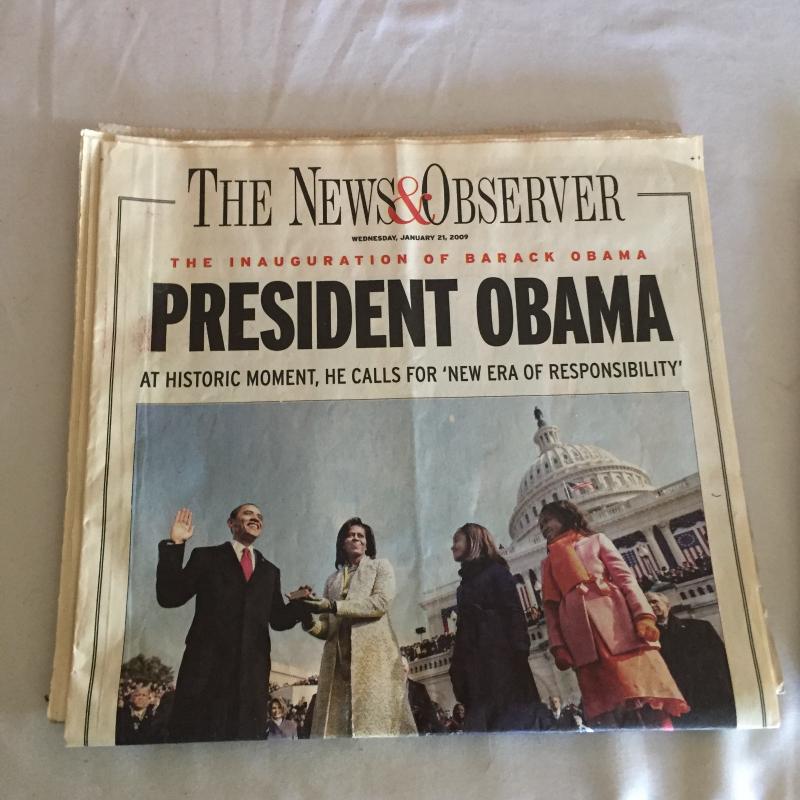 THE NEWS&OBSERVER
WEDNESDAY, JANUARY 21, 2009
THE INAUGURATION OF BARACK OBAMA
PRESIDENT OBAMA
AT HISTORIC MOMENT, HE CALLS FOR ‘NEW ERA OF RESPONSIBILITY’